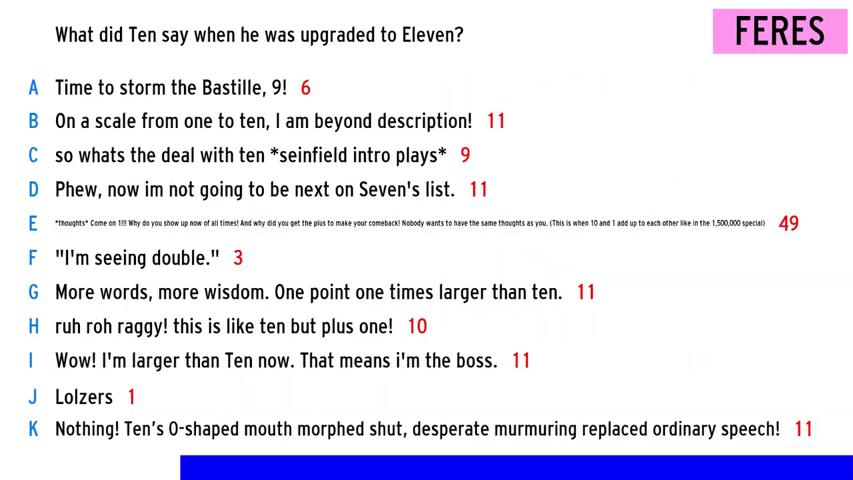 What did Ten say when he was upgraded to Eleven?
FERES
A Time to storm the Bastille, 9! 6
B On a scale from one to ten, I am beyond description! 11
C so whats the deal with ten *seinfield intro plays* 9
D Phew, now im not going to be next on Seven's list. 11
E *thoughts* Come on 1!!! Why do you show up now of all times! And why did you get the plus to make your comeback! Nobody wants to have the same thoughts as you. (This is when 10 and 1 add up to each other like in the 1,500,000 special) 49
F "I'm seeing double." 3
G More words, more wisdom. One point one times larger than ten. 11
H ruh roh raggy! this is like ten but plus one! 10
I Wow! I'm larger than Ten now. That means i'm the boss. 11
J Lolzers 1
K Nothing! Ten's O-shaped mouth morphed shut, desperate murmuring replaced ordinary speech! 11